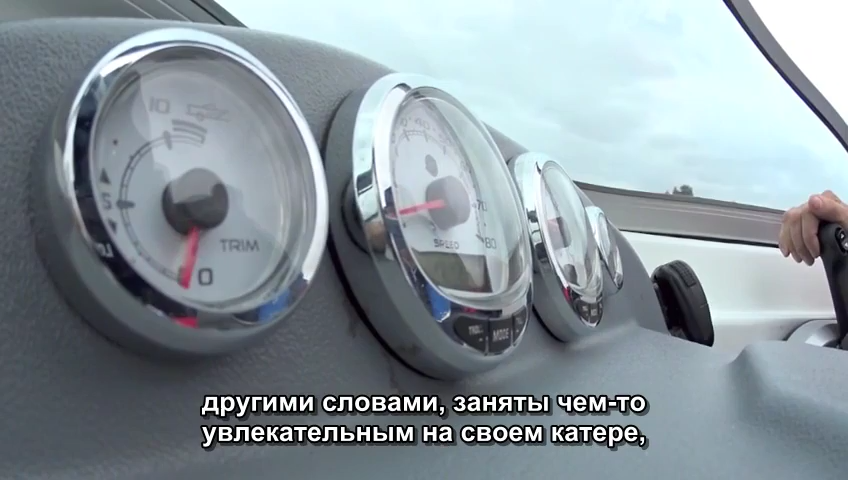 10
5
TRIM
0
SPEED
70
80
MODE
другими словами, заняты чем-то
увлекательным на своем катере,